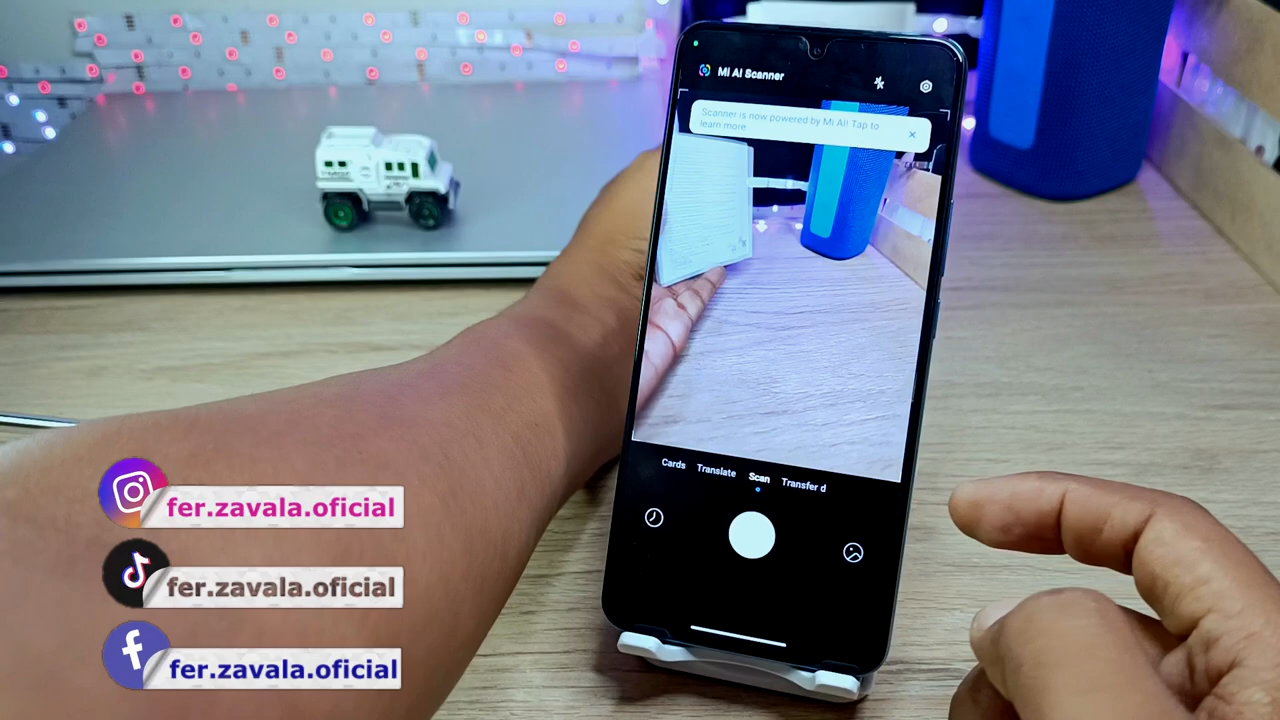 Mi AI Scanner
Scanner is now powered by Mi AI! Tap to
learn more
Cards Translate Scan Transfer d
fer.zavala.oficial
fer.zavala.oficial
fer.zavala.oficial